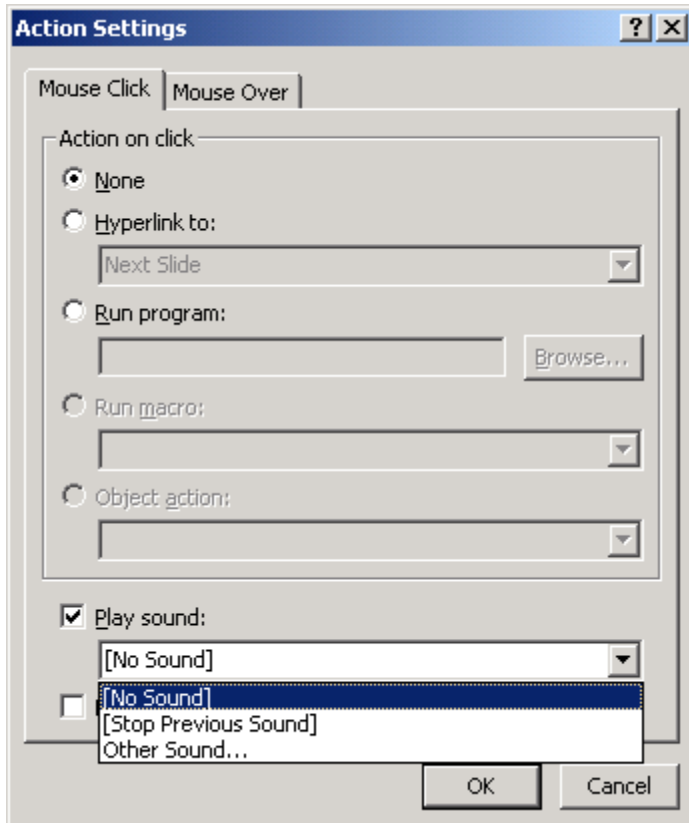 Action Settings
Mouse Click Mouse Over
Action on click
None
Hyperlink to:
Next Slide
Run program:
Browse...
Run macro:
Object action:
Play sound:
[No Sound]
[No Sound]
[Stop Previous Sound]
Other Sound...
OK Cancel